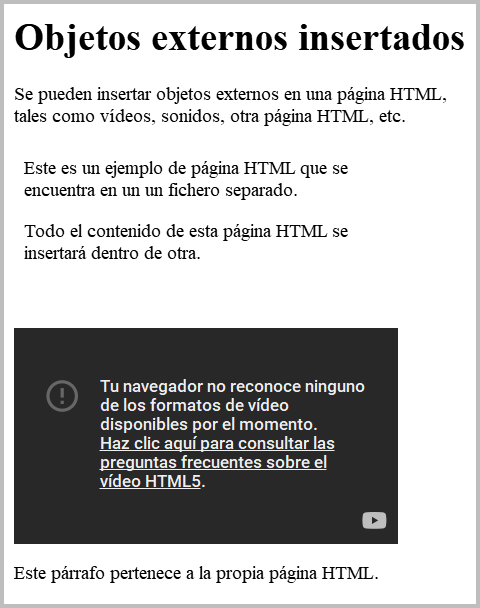 Objetos externos insertados
Se pueden insertar objetos externos en una página HTML,
tales como vídeos, sonidos, otra página HTML, etc.
Este es un ejemplo de página HTML que se
encuentra en un un fichero separado.
Todo el contenido de esta página HTML se
insertará dentro de otra.
Tu navegador no reconoce ninguno
de los formatos de vídeo
disponibles por el momento.
Haz clic aquí para consultar las
preguntas frecuentes sobre el
vídeo HTML5.
Este párrafo pertenece a la propia página HTML.